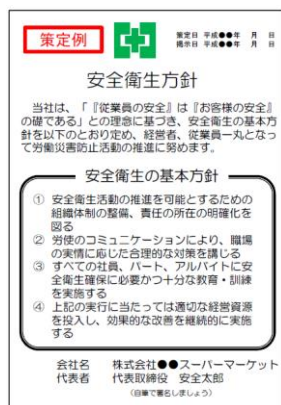 策定例
策定日 平成●●年 月 日
掲示日 平成●●年 月 日
安全衛生方針
当社は、「『従業員の安全』は『お客様の安全』
の礎である」との理念に基づき、安全衛生の基本方
針を以下のとおり定め、経営者、従業員一丸となっ
て労働災害防止活動の推進に努めます。
安全衛生の基本方針
① 安全衛生活動の推進を可能とするための
組織体制の整備、責任の所在の明確化を
図る
② 労使のコミュニケーションにより、職場
の実情に応じた合理的な対策を講じる
③ すべての社員、パート、アルバイトに安
全衛生確保に必要かつ十分な教育・訓練
を実施する
④ 上記の実行に当たっては適切な経営資源
を投入し、効果的な改善を継続的に実施
する
会社名 株式会社●●スーパーマーケット
代表者 代表取締役 安全太郎
(自筆で署名しましょう)